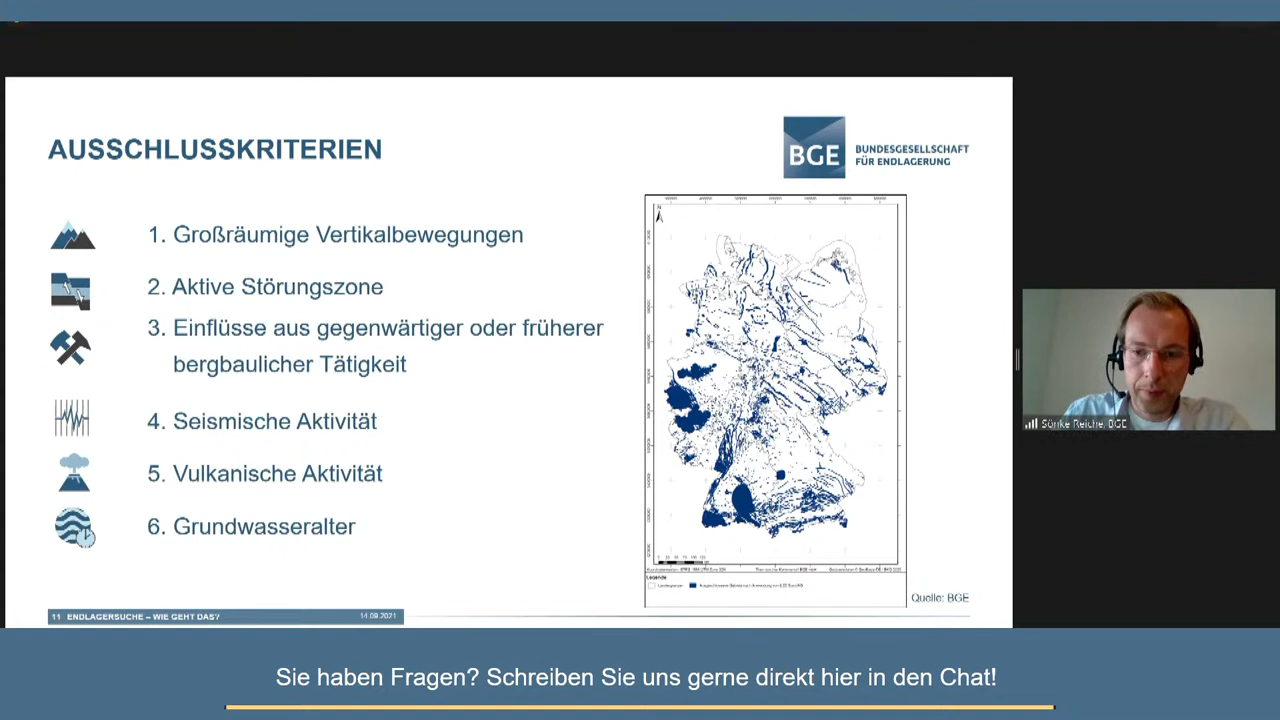 AUSSCHLUSSKRITERIEN
BGE
BUNDESGESELLSCHAFT
FÜR ENDLAGERUNG
1. Großräumige Vertikalbewegungen
2. Aktive Störungszone
3. Einflüsse aus gegenwärtiger oder früherer
bergbaulicher Tätigkeit
4. Seismische Aktivität
5. Vulkanische Aktivität
6. Grundwasseralter
N
Legende
Landesgrenzen
Quelle: BGE
Sönke Reiche, BGE
11 ENDLAGERSUCHE – WIE GEHT DAS?
14.09.2021
Sie haben Fragen? Schreiben Sie uns gerne direkt hier in den Chat!